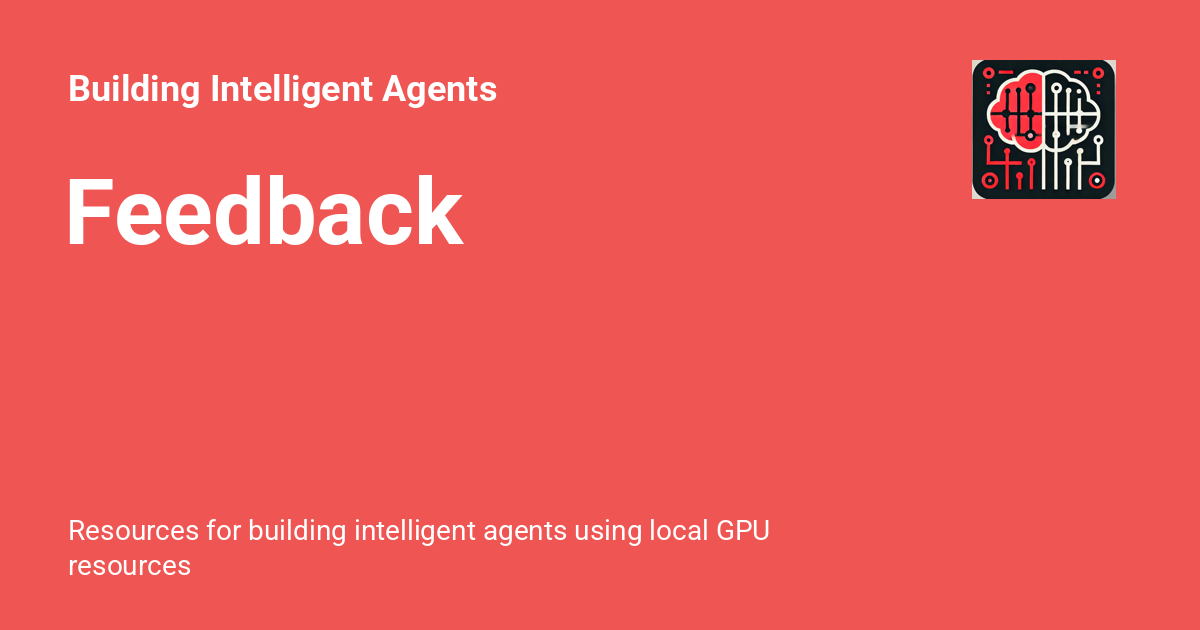 Building Intelligent Agents
Feedback
Resources for building intelligent agents using local GPU
resources